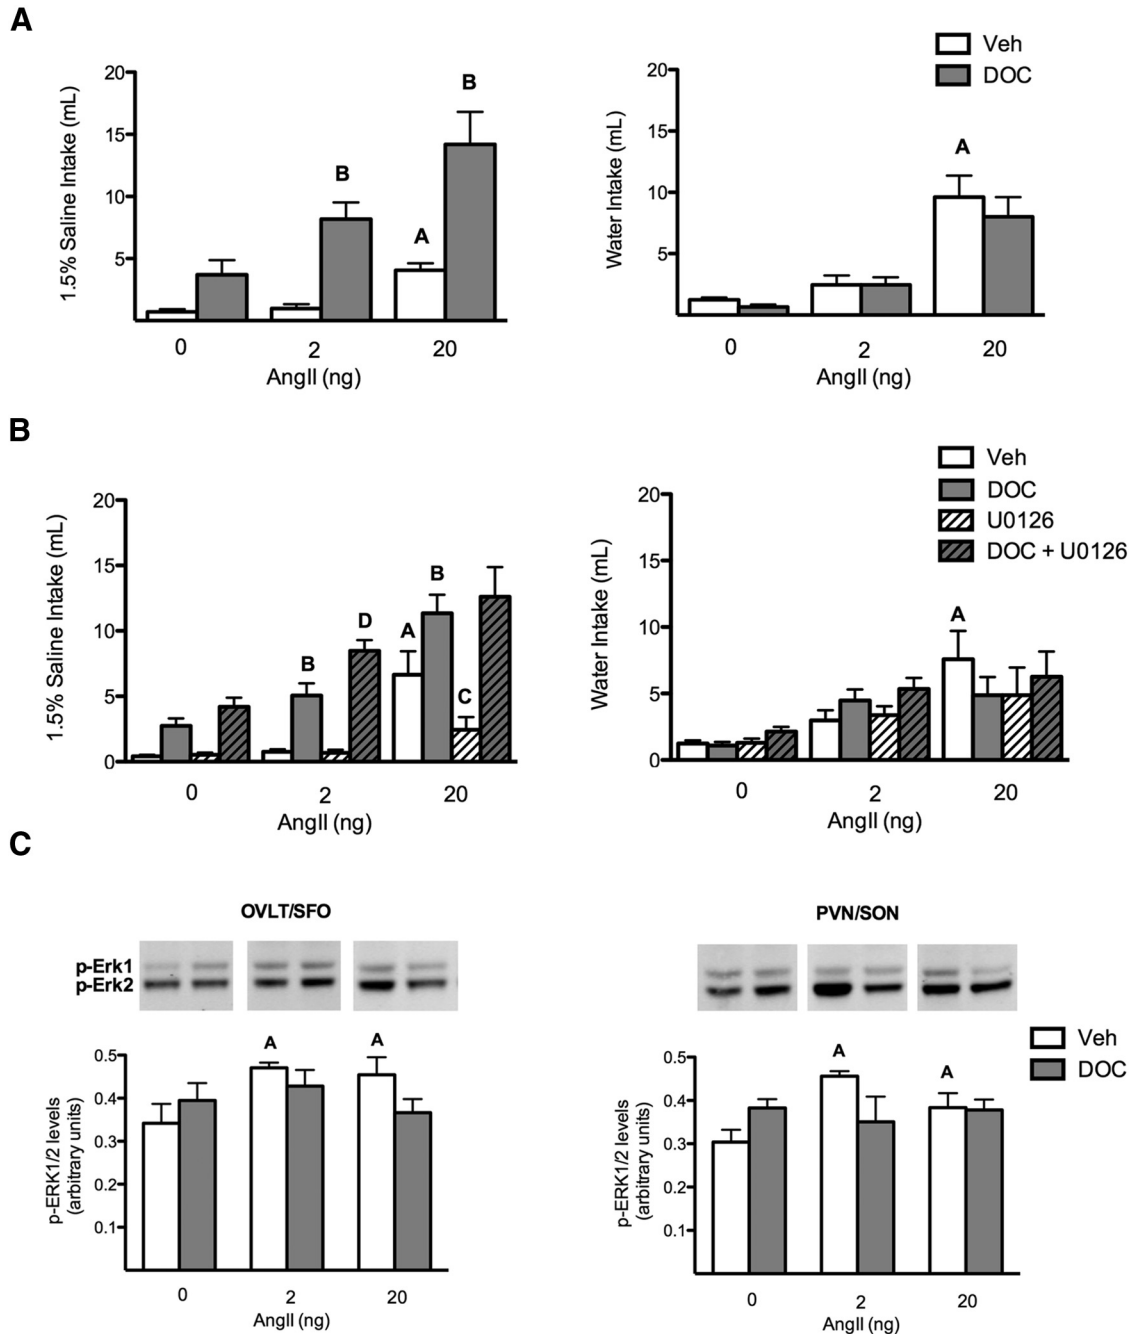 A
Veh
DOC
1.5% Saline Intake (mL)
20
15
10
5
B
B
A
0 2 20
AngII (ng)
Water Intake (mL)
20
15
10
5
A
0 2 20
AngII (ng)
B
Veh
DOC
U0126
DOC + U0126
1.5% Saline Intake (mL)
20
15
10
5
0
B
D
A
B
C
0 2 20
AngII (ng)
Water Intake (mL)
20
15
10
5
0
A
0 2 20
AngII (ng)
C
OVLT/SFO
p-Erk1
p-Erk2
p-ERK1/2 levels
(arbitrary units)
0.5
0.4
0.3
0.2
0.1
A
A
0 2 20
AngII (ng)
PVN/SON
Veh
DOC
p-ERK1/2 levels
(arbitrary units)
0.5
0.4
0.3
0.2
0.1
A
A
0 2 20
AngII (ng)